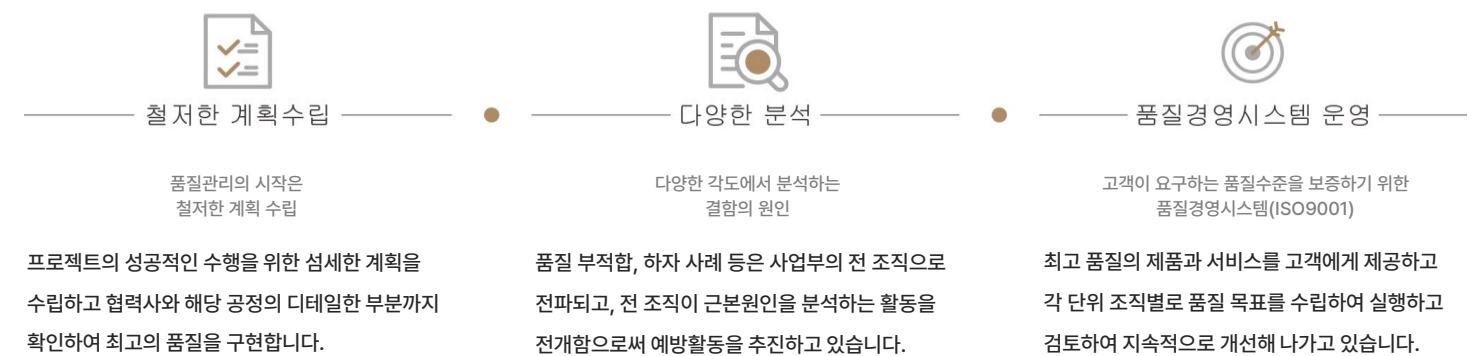 철저한 계획수립
품질관리의 시작은
철저한 계획 수립
프로젝트의 성공적인 수행을 위한 섬세한 계획을
수립하고 협력사와 해당 공정의 디테일한 부분까지
확인하여 최고의 품질을 구현합니다.
다양한 분석
다양한 각도에서 분석하는
결함의 원인
품질 부적합, 하자 사례 등은 사업부의 전 조직으로
전파되고, 전 조직이 근본원인을 분석하는 활동을
전개함으로써 예방활동을 추진하고 있습니다.
품질경영시스템 운영
고객이 요구하는 품질수준을 보증하기 위한
품질경영시스템(ISO9001)
최고 품질의 제품과 서비스를 고객에게 제공하고
각 단위 조직별로 품질 목표를 수립하여 실행하고
검토하여 지속적으로 개선해 나가고 있습니다.